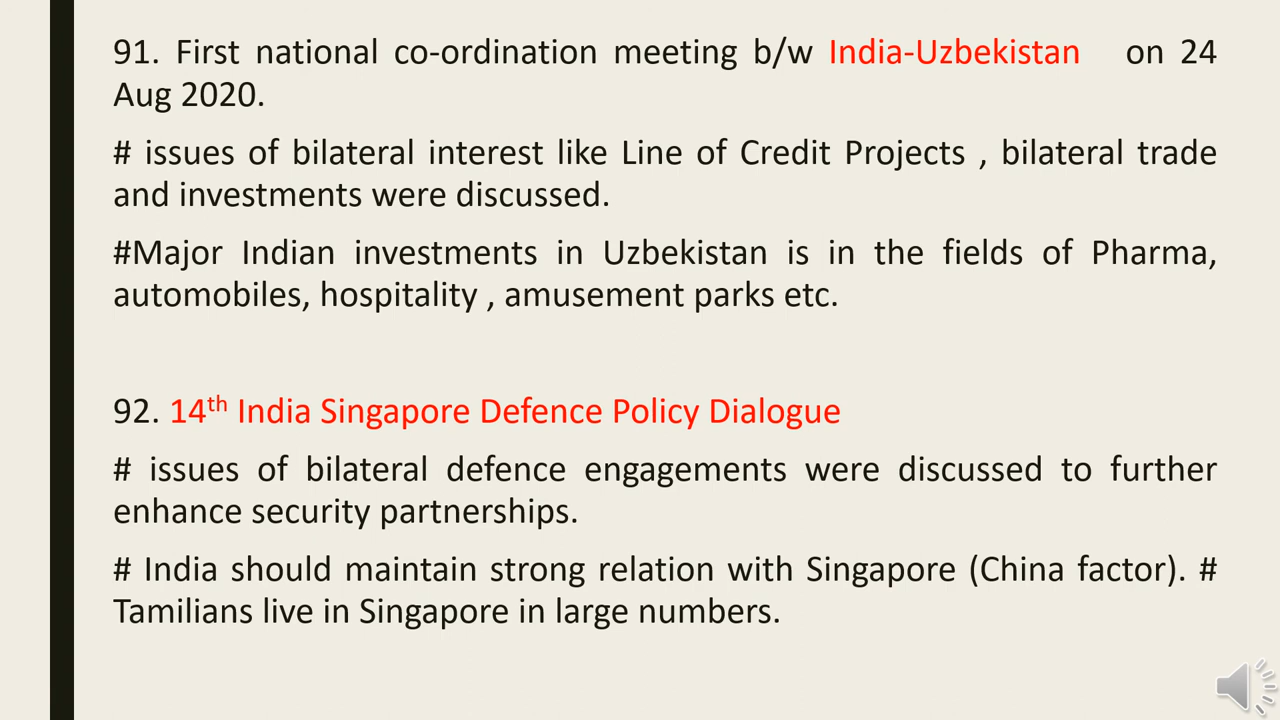 91. First national co-ordination meeting b/w India-Uzbekistan on 24
Aug 2020.
# issues of bilateral interest like Line of Credit Projects , bilateral trade
and investments were discussed.
#Major Indian investments in Uzbekistan is in the fields of Pharma,
automobiles, hospitality , amusement parks etc.
92. 14th India Singapore Defence Policy Dialogue
# issues of bilateral defence engagements were discussed to further
enhance security partnerships.
# India should maintain strong relation with Singapore (China factor). #
Tamilians live in Singapore in large numbers.